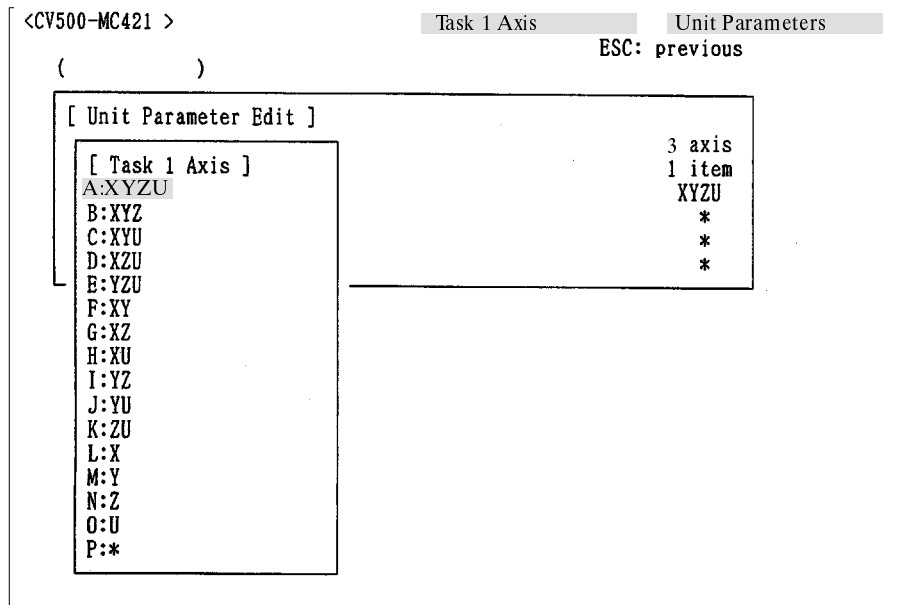 <CV500-MC421 > Task 1 Axis Unit Parameters
ESC: previous
( )
[ Unit Parameter Edit ]
3 axis
[ Task 1 Axis ] 1 item
A:XYZU XYZU
B:XYZ *
C:XYU *
D:XZU *
E:YZU
F:XY
G:XZ
H:XU
I:YZ
J:YU
K:ZU
L:X
M:Y
N:Z
O:U
P:*